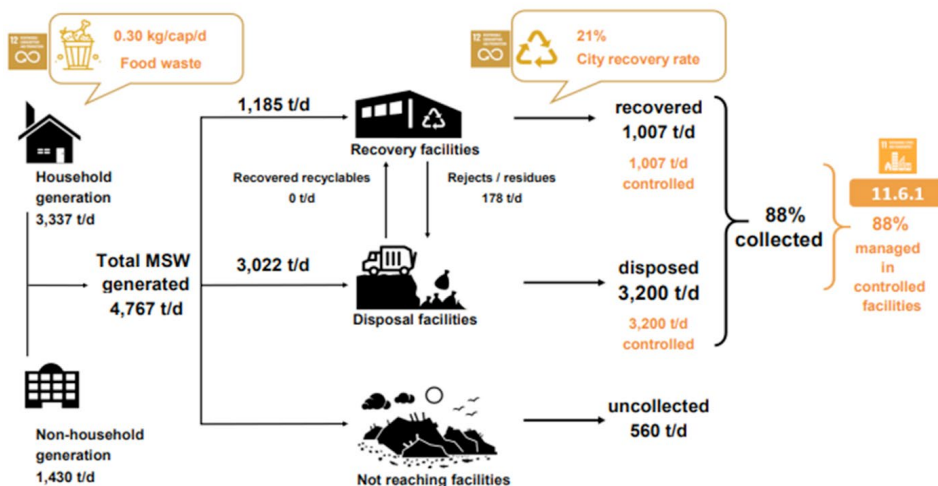 12
0.30 kg/cap/d
Food waste
12
21%
City recovery rate
1,185 t/d
Recovery facilities
recovered
1,007 t/d
1,007 t/d
controlled
Household
generation
3,337 t/d
Recovered recyclables
0 t/d
Rejects / residues
178 t/d
88%
collected
11
11.6.1
88%
managed
in
controlled
facilities
Total MSW
generated
4,767 t/d
3,022 t/d
Disposal facilities
disposed
3,200 t/d
3,200 t/d
controlled
Non-household
generation
1,430 t/d
Not reaching facilities
uncollected
560 t/d